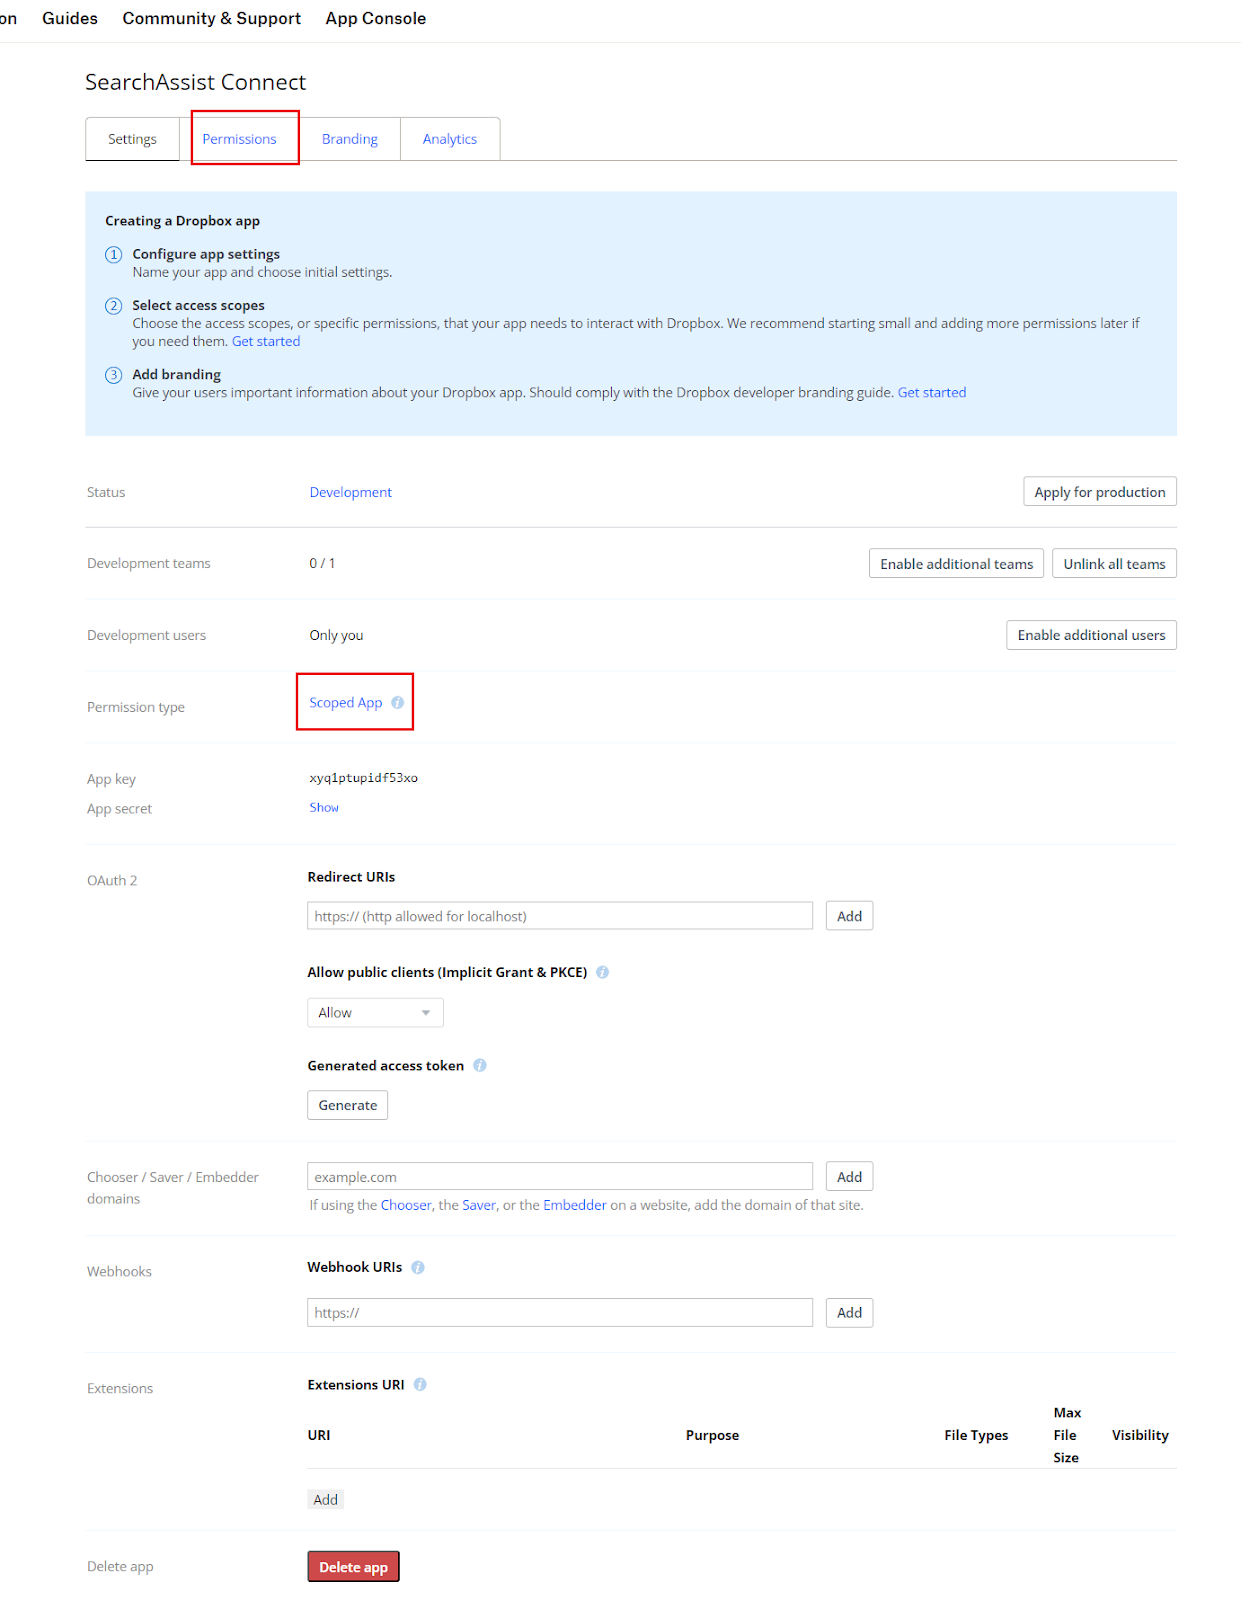 on Guides Community & Support App Console
SearchAssist Connect
Settings Permissions Branding Analytics
Creating a Dropbox app
1 Configure app settings
Name your app and choose initial settings.
2 Select access scopes
Choose the access scopes, or specific permissions, that your app needs to interact with Dropbox. We recommend starting small and adding more permissions later if
you need them. Get started
3 Add branding
Give your users important information about your Dropbox app. Should comply with the Dropbox developer branding guide. Get started
Status Development Apply for production
Development teams 0 / 1 Enable additional teams Unlink all teams
Development users Only you Enable additional users
Permission type Scoped App i
App key xyq1ptupidf53xo
App secret Show
OAuth 2 Redirect URIs
https:// (http allowed for localhost) Add
Allow public clients (Implicit Grant & PKCE) i
Allow
Generated access token i
Generate
Chooser / Saver / Embedder
domains
example.com Add
If using the Chooser, the Saver, or the Embedder on a website, add the domain of that site.
Webhooks Webhook URIs i
https:// Add
Extensions Extensions URI i
URI Purpose File Types Max File Size Visibility
Add
Delete app Delete app